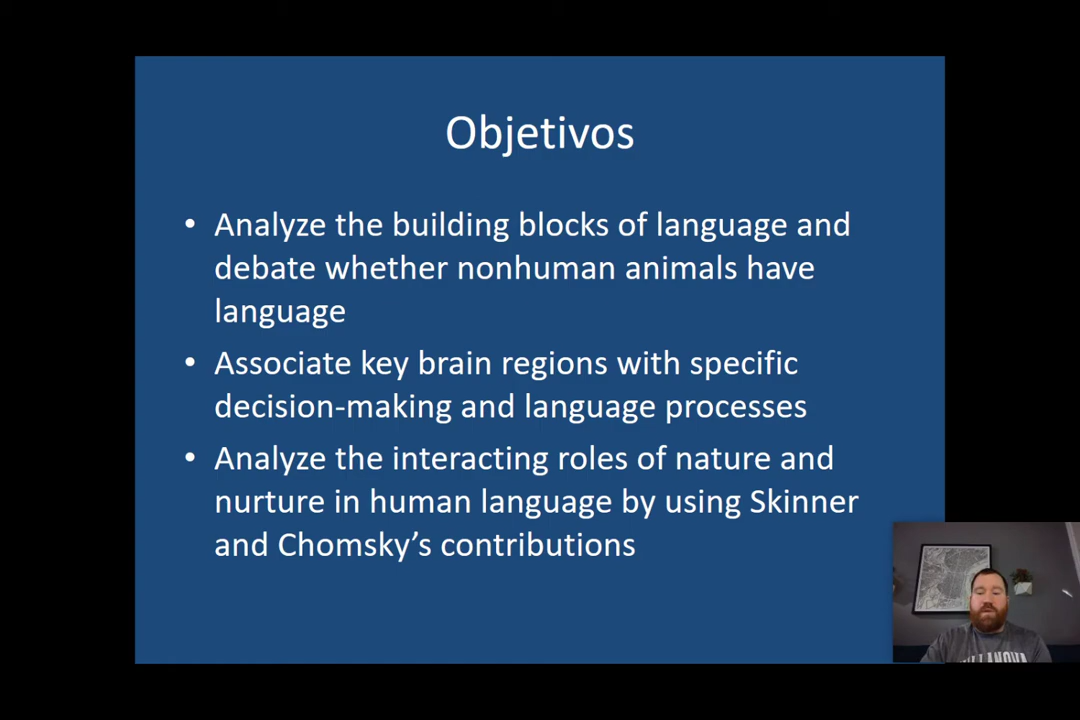 Objetivos
• Analyze the building blocks of language and
debate whether nonhuman animals have
language
• Associate key brain regions with specific
decision-making and language processes
• Analyze the interacting roles of nature and
nurture in human language by using Skinner
and Chomsky’s contributions